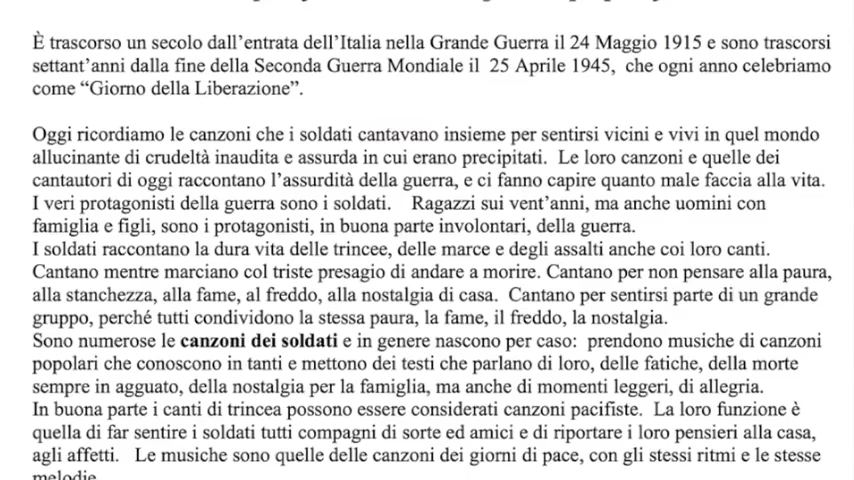 È trascorso un secolo dall’entrata dell’Italia nella Grande Guerra il 24 Maggio 1915 e sono trascorsi
settant’anni dalla fine della Seconda Guerra Mondiale il 25 Aprile 1945, che ogni anno celebriamo
come “Giorno della Liberazione”.
Oggi ricordiamo le canzoni che i soldati cantavano insieme per sentirsi vicini e vivi in quel mondo
allucinante di crudeltà inaudita e assurda in cui erano precipitati. Le loro canzoni e quelle dei
cantautori di oggi raccontano l’assurdità della guerra, e ci fanno capire quanto male faccia alla vita.
I veri protagonisti della guerra sono i soldati. Ragazzi sui vent’anni, ma anche uomini con
famiglia e figli, sono i protagonisti, in buona parte involontari, della guerra.
I soldati raccontano la dura vita delle trincee, delle marce e degli assalti anche coi loro canti.
Cantano mentre marciano col triste presagio di andare a morire. Cantano per non pensare alla paura,
alla stanchezza, alla fame, al freddo, alla nostalgia di casa. Cantano per sentirsi parte di un grande
gruppo, perché tutti condividono la stessa paura, la fame, il freddo, la nostalgia.
Sono numerose le canzoni dei soldati e in genere nascono per caso: prendono musiche di canzoni
popolari che conoscono in tanti e mettono dei testi che parlano di loro, delle fatiche, della morte
sempre in agguato, della nostalgia per la famiglia, ma anche di momenti leggeri, di allegria.
In buona parte i canti di trincea possono essere considerati canzoni pacifiste. La loro funzione è
quella di far sentire i soldati tutti compagni di sorte ed amici e di riportare i loro pensieri alla casa,
agli affetti. Le musiche sono quelle delle canzoni dei giorni di pace, con gli stessi ritmi e le stesse
melodie